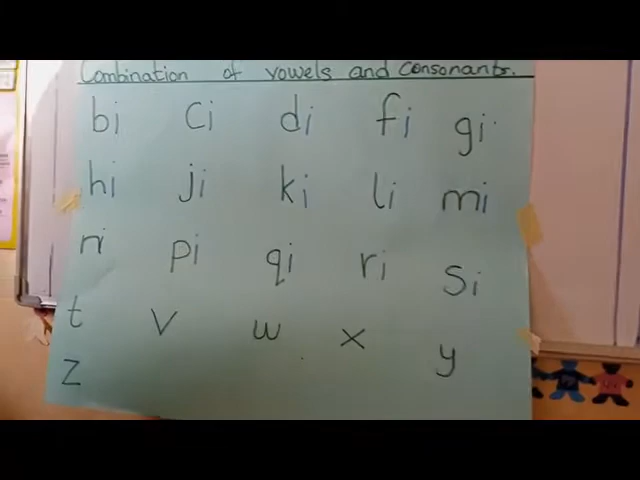 Combination of vowels and consonants.
bi ci di fi gi
hi ji ki li mi
ni pi qi ri si
t v w x y
z